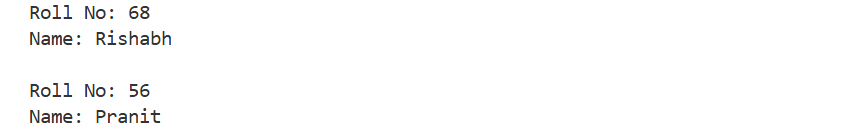 Roll No: 68
Name: Rishabh
Roll No: 56
Name: Pranit